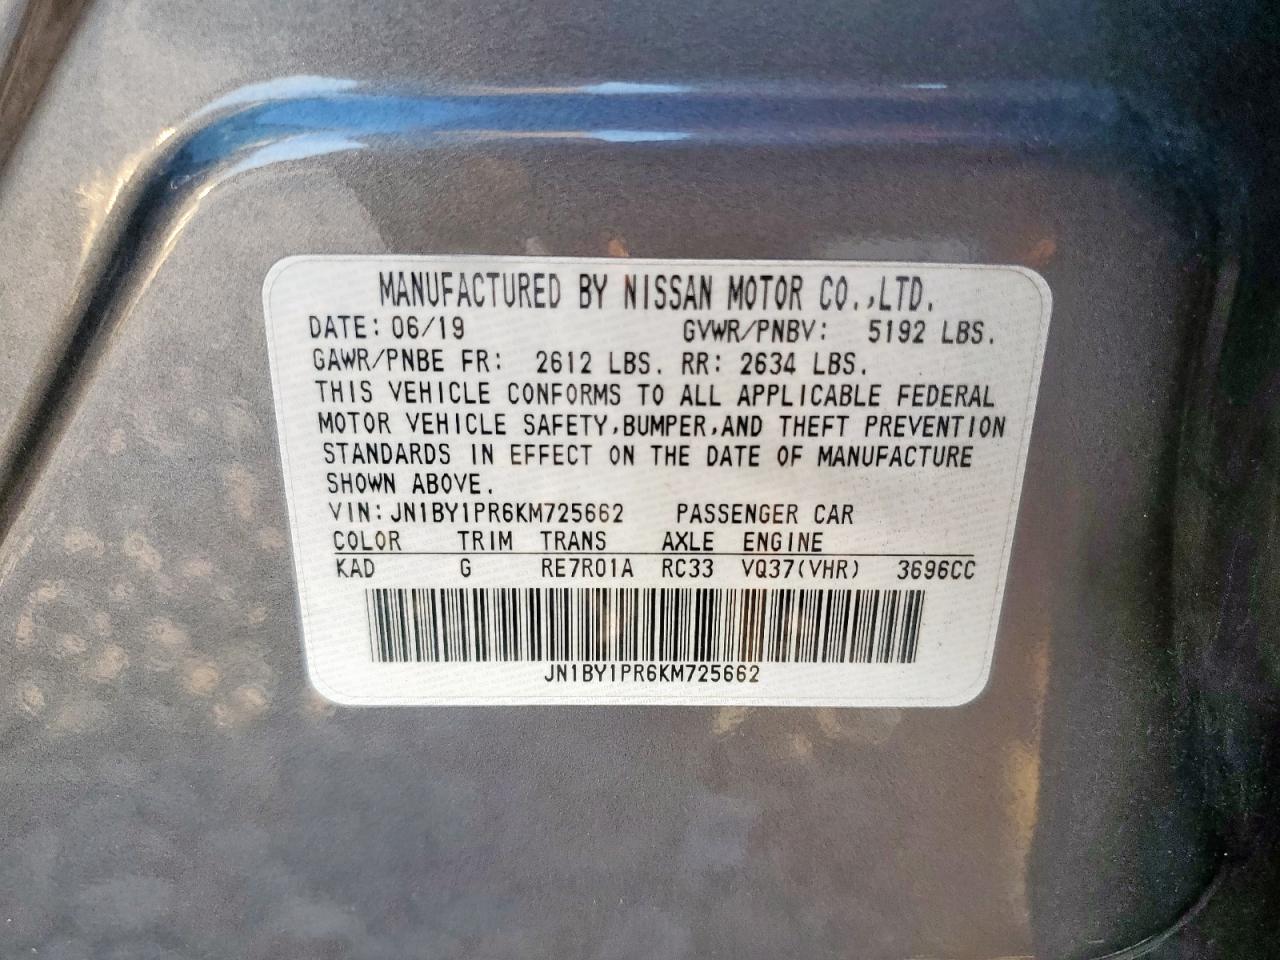 MANUFACTURED BY NISSAN MOTOR CO.,LTD.
DATE: 06/19 GVWR/PNBV: 5192 LBS.
GAWR/PNBE FR: 2612 LBS. RR: 2634 LBS.
THIS VEHICLE CONFORMS TO ALL APPLICABLE FEDERAL
MOTOR VEHICLE SAFETY,BUMPER,AND THEFT PREVENTION
STANDARDS IN EFFECT ON THE DATE OF MANUFACTURE
SHOWN ABOVE.
VIN: JN1BY1PR6KM725662 PASSENGER CAR
COLOR TRIM TRANS AXLE ENGINE
KAD G RE7R01A RC33 VQ37(VHR) 3696CC
JN1BY1PR6KM725662